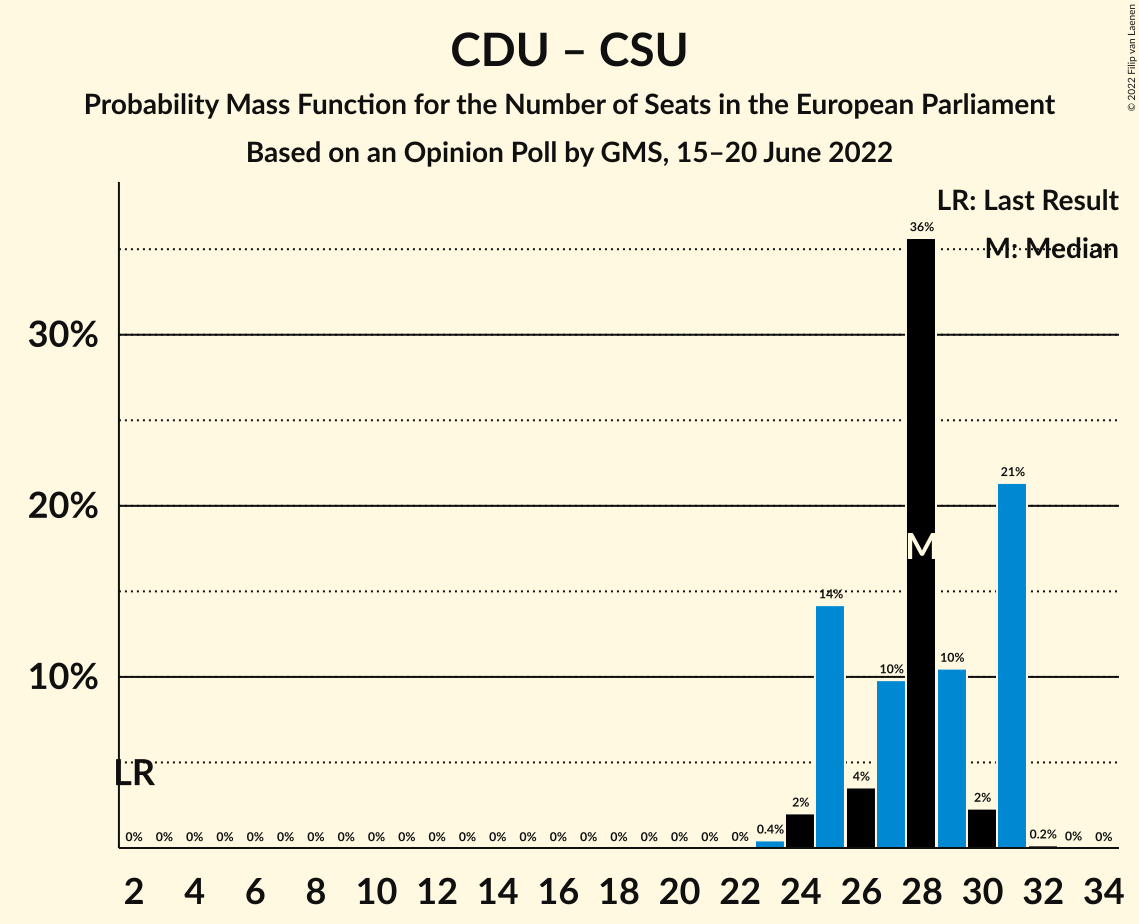 CDU – CSU
Probability Mass Function for the Number of Seats in the European Parliament
Based on an Opinion Poll by GMS, 15–20 June 2022
© 2022 Filip van Laenen
LR: Last Result
M: Median
36%
30%
21%
20%
M
14%
10%
10%
10%
LR
4%
2%
2%
0% 0% 0% 0% 0% 0% 0% 0% 0% 0% 0% 0% 0% 0% 0% 0% 0% 0% 0% 0% 0% 0.4% 0.2% 0% 0%
2 4 6 8 10 12 14 16 18 20 22 24 26 28 30 32 34